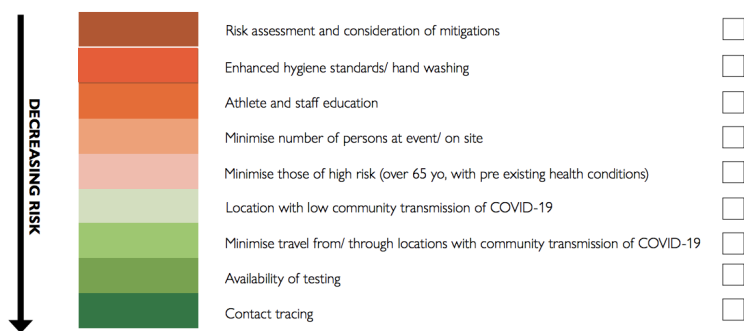 DECREASING RISK
Risk assessment and consideration of mitigations
Enhanced hygiene standards/ hand washing
Athlete and staff education
Minimise number of persons at event/ on site
Minimise those of high risk (over 65 yo, with pre existing health conditions)
Location with low community transmission of COVID-19
Minimise travel from/ through locations with community transmission of COVID-19
Availability of testing
Contact tracing